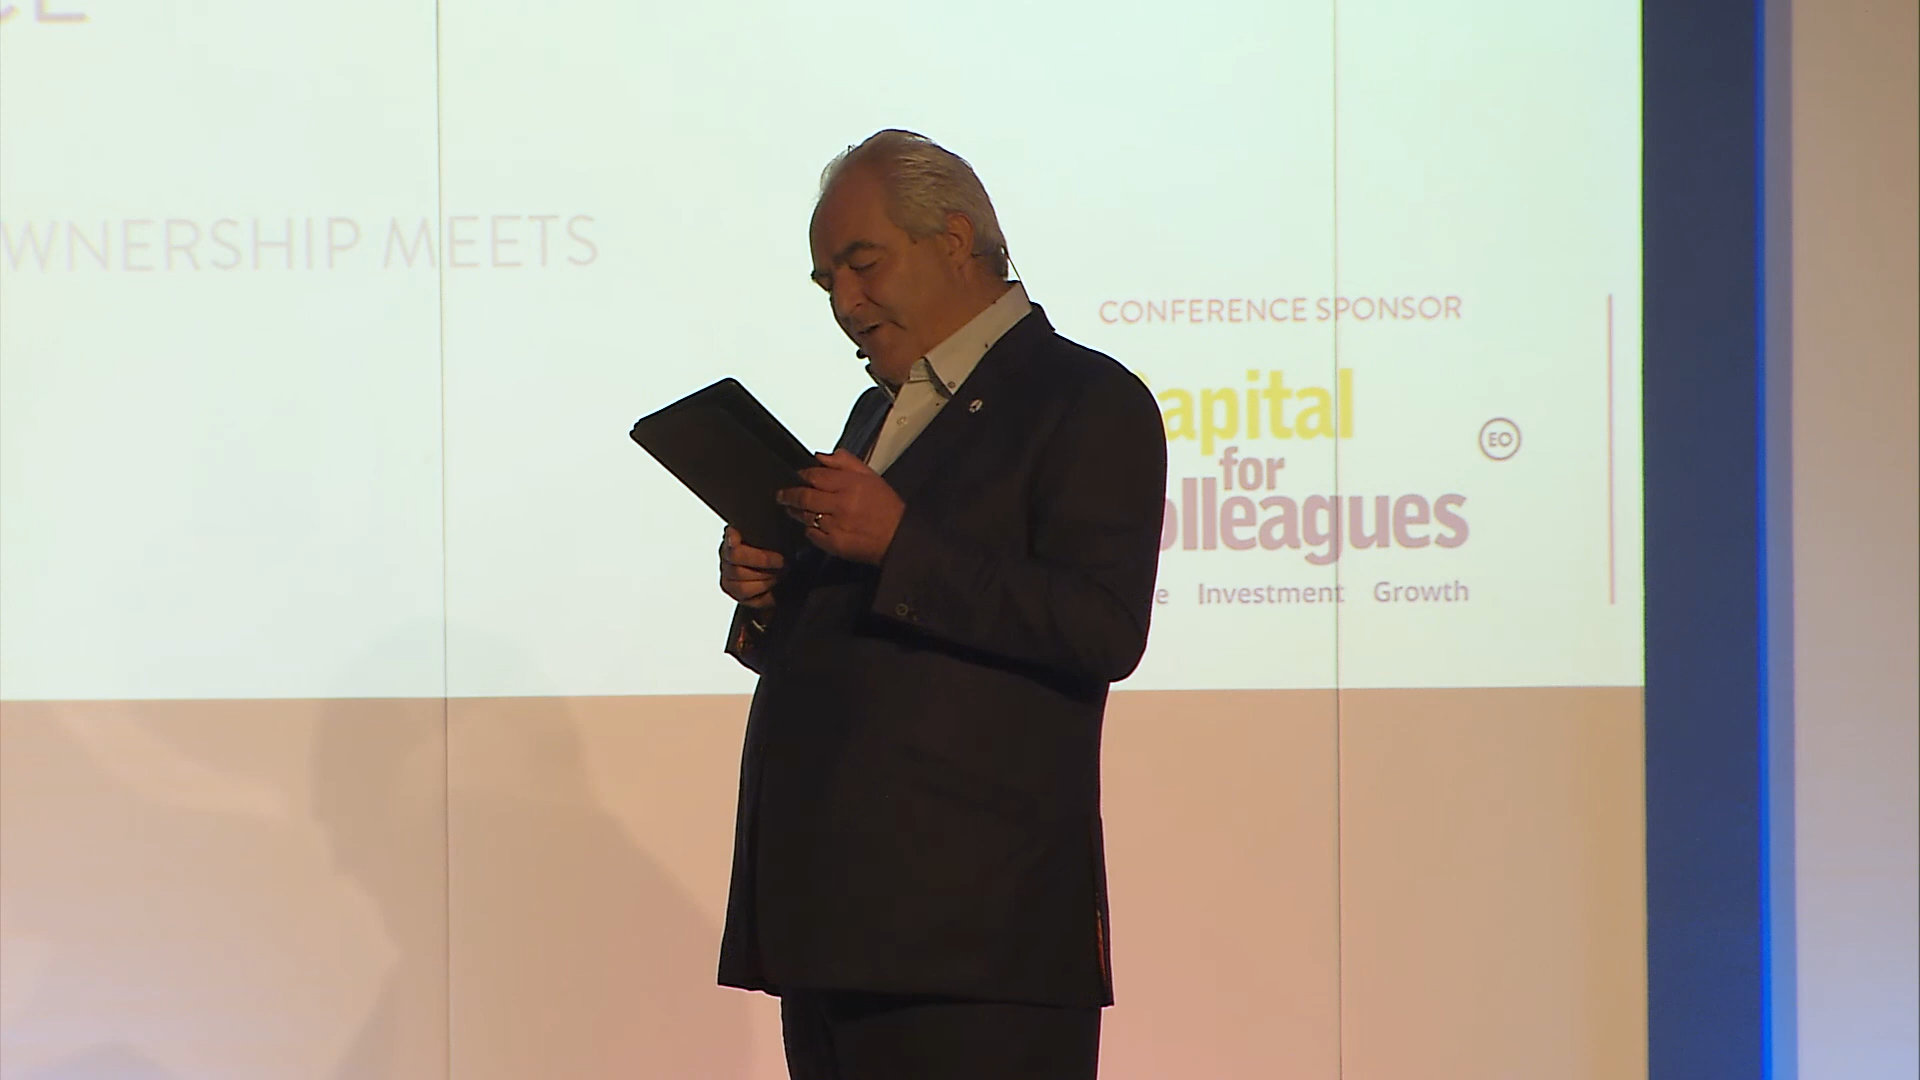 WNERSHIP MEETS
CONFERENCE SPONSOR
apital
EO
for
olleagues
e Investment Growth